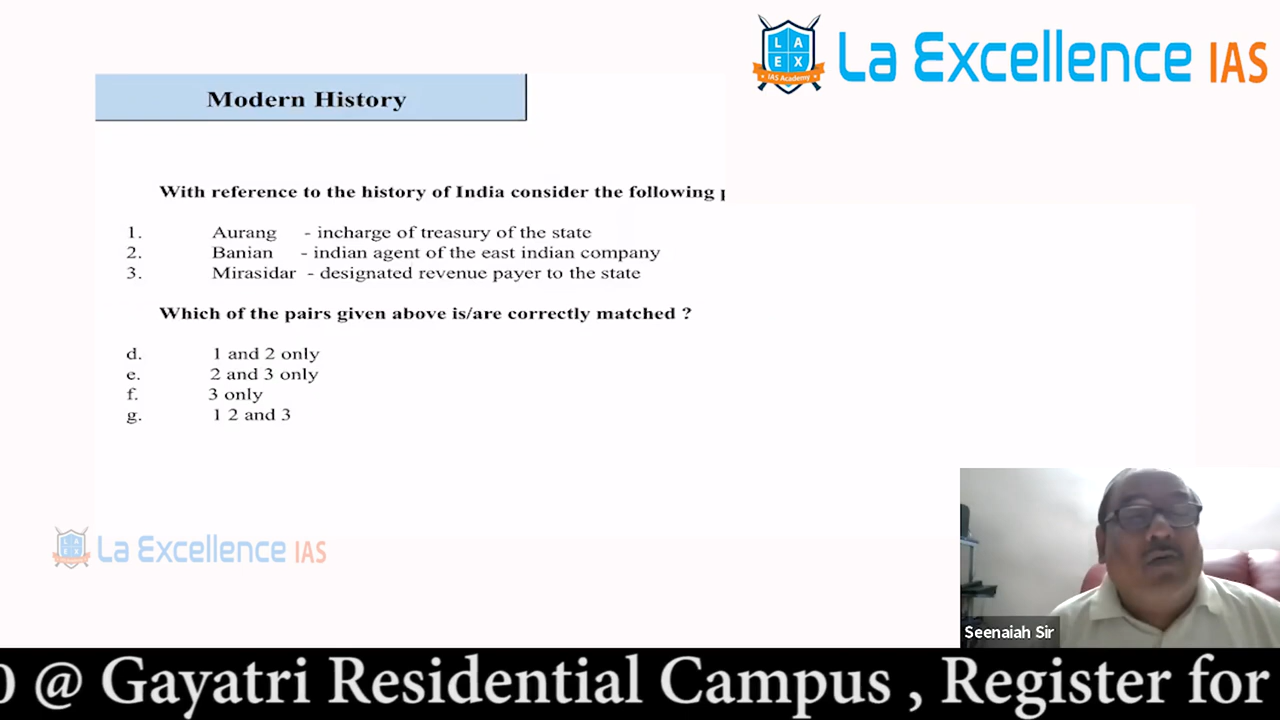 LA
EX
IAS Academy
La Excellence IAS
Modern History
With reference to the history of India consider the following
1. Aurang - incharge of treasury of the state
2. Banian - indian agent of the east indian company
3. Mirasidar - designated revenue payer to the state
Which of the pairs given above is/are correctly matched ?
d. 1 and 2 only
e. 2 and 3 only
f. 3 only
g. 1 2 and 3
La Excellence IAS
Seenaiah Sir
0 @ Gayatri Residential Campus , Register for